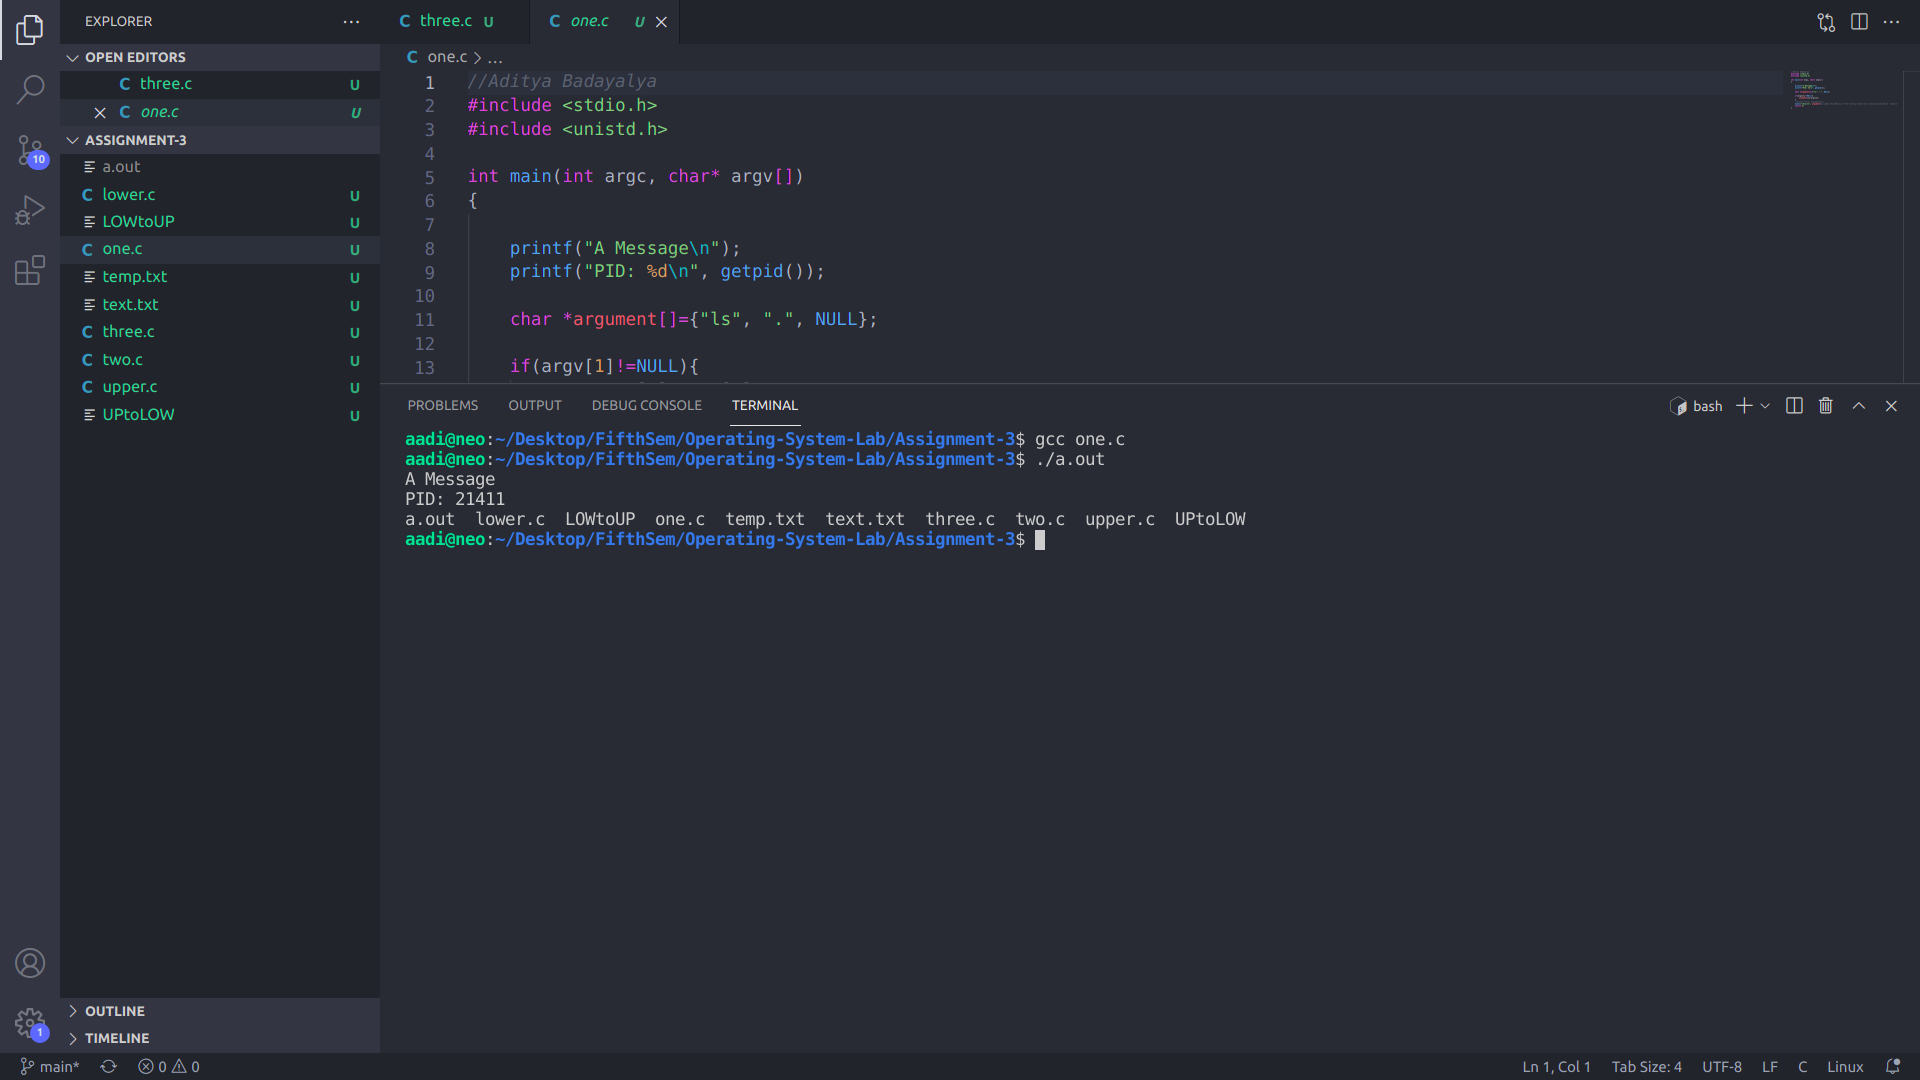 EXPLORER
three.c U
one.c U
OPEN EDITORS
three.c U
one.c U
ASSIGNMENT-3
a.out
lower.c U
LOWtoUP U
one.c U
temp.txt U
text.txt U
three.c U
two.c U
upper.c U
UPtoLOW U
OUTLINE
TIMELINE
10
1
C one.c > ...
1 //Aditya Badayalya
2 #include <stdio.h>
3 #include <unistd.h>
4
5 int main(int argc, char* argv[])
6 {
7
8 printf("A Message\n");
9 printf("PID: %d\n", getpid());
10
11 char *argument[]={"ls", ".", NULL};
12
13 if(argv[1]!=NULL){
PROBLEMS OUTPUT DEBUG CONSOLE TERMINAL
bash
aadi@neo:~/Desktop/FifthSem/Operating-System-Lab/Assignment-3$ gcc one.c
aadi@neo:~/Desktop/FifthSem/Operating-System-Lab/Assignment-3$ ./a.out
A Message
PID: 21411
a.out lower.c LOWtoUP one.c temp.txt text.txt three.c two.c upper.c UPtoLOW
aadi@neo:~/Desktop/FifthSem/Operating-System-Lab/Assignment-3$
main* 0 0 Ln 1, Col 1 Tab Size: 4 UTF-8 LF C Linux